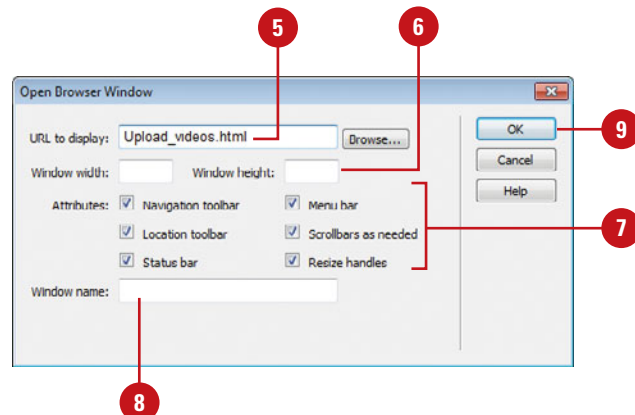 5
6
Open Browser Window
URL to display: Upload_videos.html Browse... OK 9
Window width: Window height: Cancel
Attributes: Navigation toolbar Menu bar Help
Location toolbar Scrollbars as needed 7
Status bar Resize handles
Window name:
8